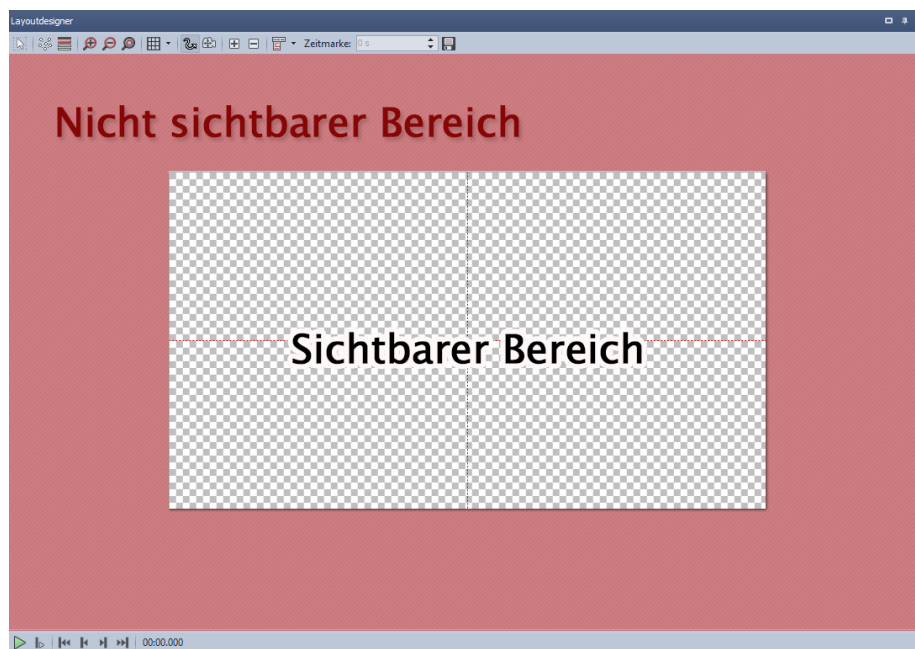 Layoutdesigner
Zeitmarke: 0 s
Nicht sichtbarer Bereich
Sichtbarer Bereich
00:00.000